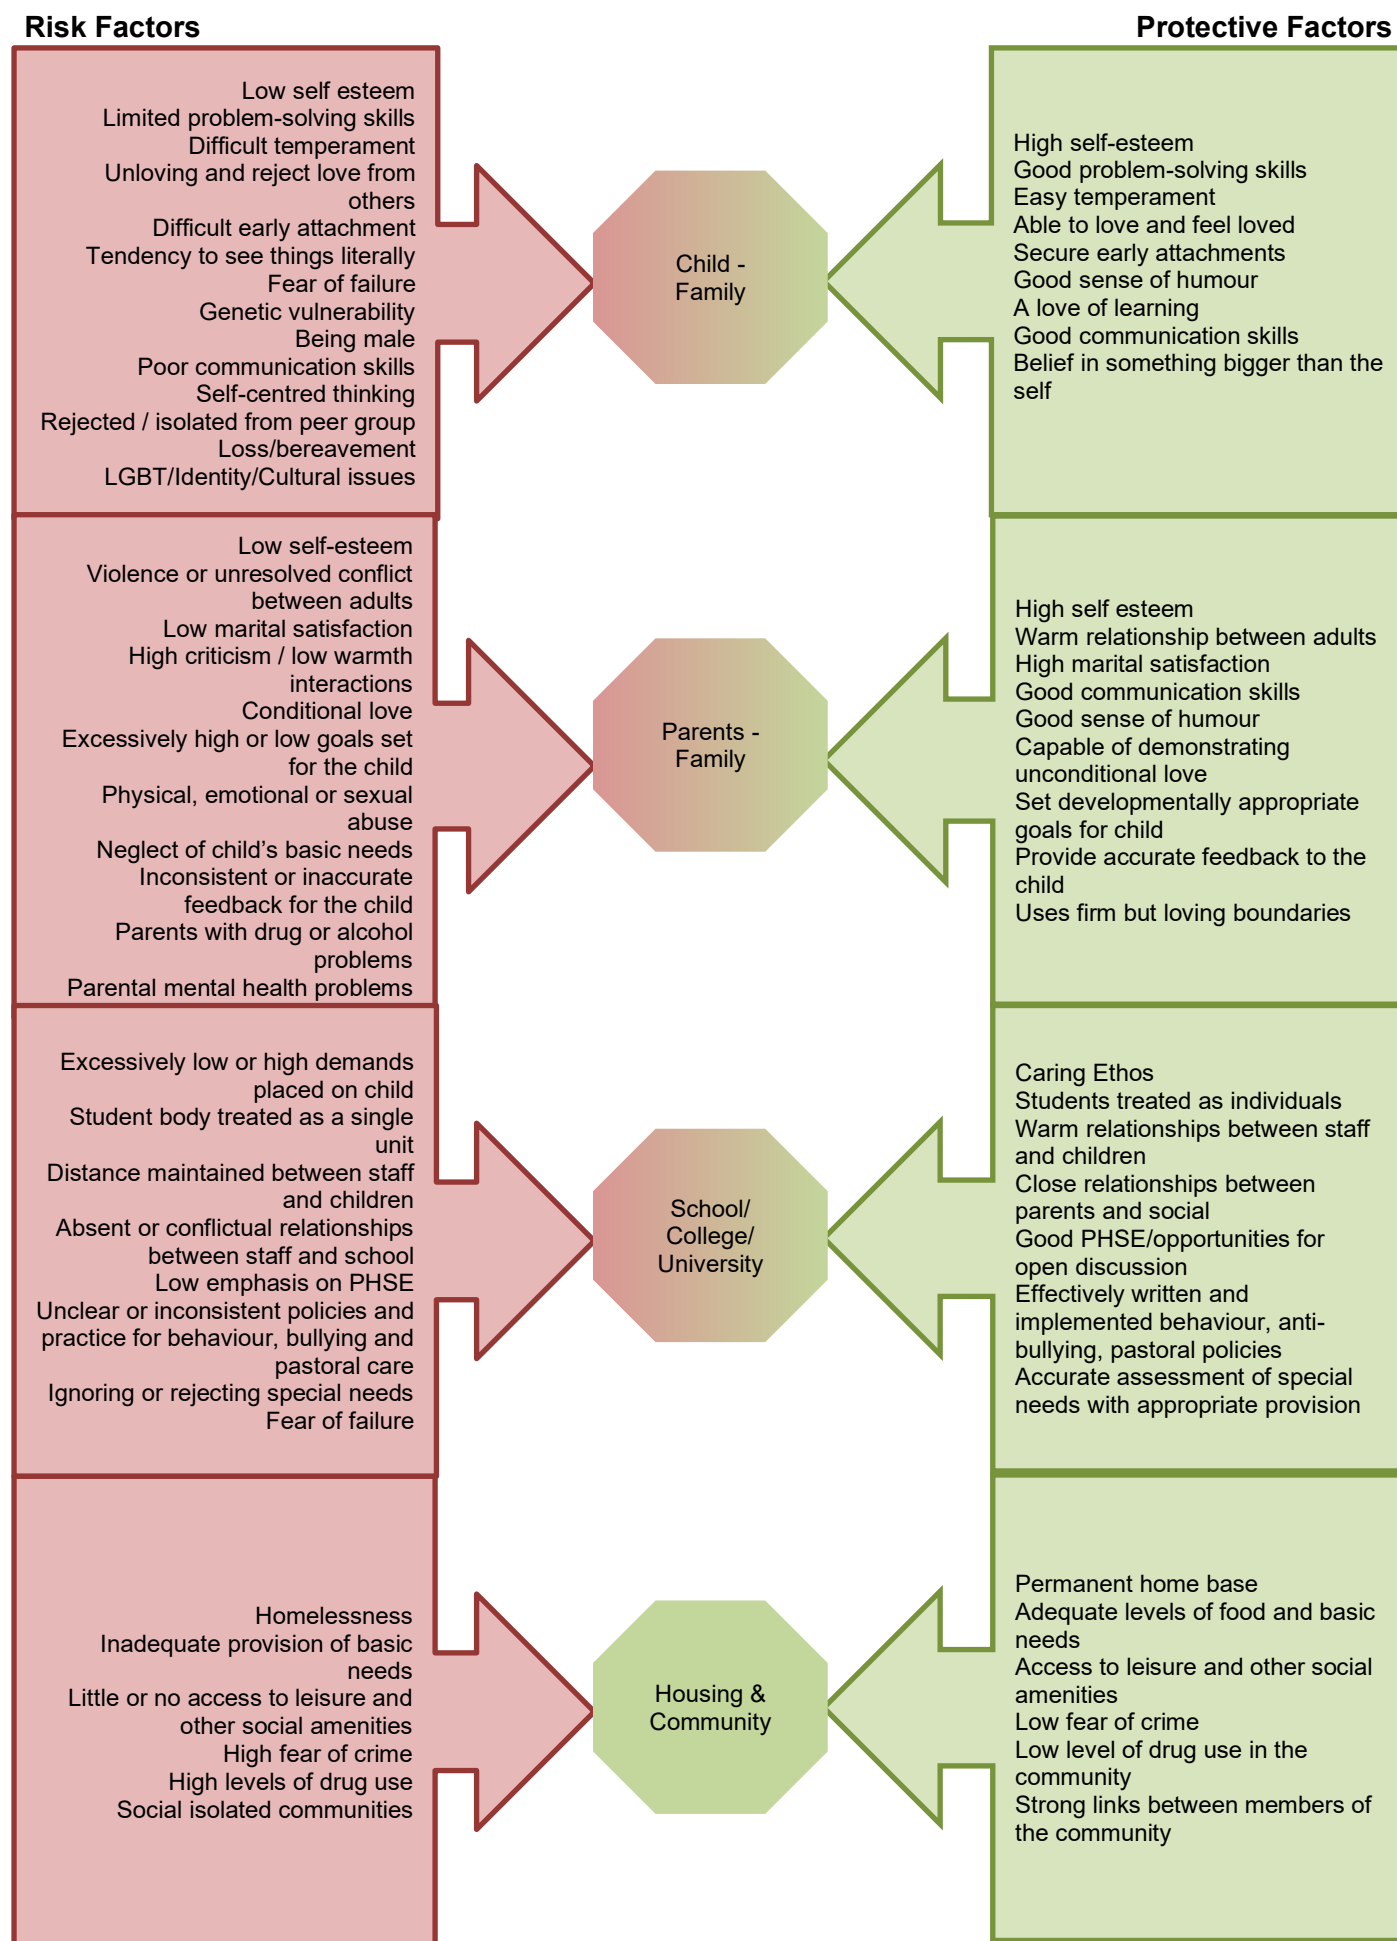 Risk Factors
Protective Factors
Low self esteem
Limited problem-solving skills
Difficult temperament
Unloving and reject love from
others
Difficult early attachment
Tendency to see things literally
Fear of failure
Genetic vulnerability
Being male
Poor communication skills
Self-centred thinking
Rejected / isolated from peer group
Loss/bereavement
LGBT/Identity/Cultural issues
Child -
Family
High self-esteem
Good problem-solving skills
Easy temperament
Able to love and feel loved
Secure early attachments
Good sense of humour
A love of learning
Good communication skills
Belief in something bigger than the
self
Low self-esteem
Violence or unresolved conflict
between adults
Low marital satisfaction
High criticism / low warmth
interactions
Conditional love
Excessively high or low goals set
for the child
Physical, emotional or sexual
abuse
Neglect of child's basic needs
Inconsistent or inaccurate
feedback for the child
Parents with drug or alcohol
problems
Parental mental health problems
Parents -
Family
High self esteem
Warm relationship between adults
High marital satisfaction
Good communication skills
Good sense of humour
Capable of demonstrating
unconditional love
Set developmentally appropriate
goals for child
Provide accurate feedback to the
child
Uses firm but loving boundaries
Excessively low or high demands
placed on child
Student body treated as a single
unit
Distance maintained between staff
and children
Absent or conflictual relationships
between staff and school
Low emphasis on PHSE
Unclear or inconsistent policies and
practice for behaviour, bullying and
pastoral care
Ignoring or rejecting special needs
Fear of failure
School/
College/
University
Caring Ethos
Students treated as individuals
Warm relationships between staff
and children
Close relationships between
parents and social
Good PHSE/opportunities for
open discussion
Effectively written and
implemented behaviour, anti-
bullying, pastoral policies
Accurate assessment of special
needs with appropriate provision
Homelessness
Inadequate provision of basic
needs
Little or no access to leisure and
other social amenities
High fear of crime
High levels of drug use
Social isolated communities
Housing &
Community
Permanent home base
Adequate levels of food and basic
needs
Access to leisure and other social
amenities
Low fear of crime
Low level of drug use in the
community
Strong links between members of
the community